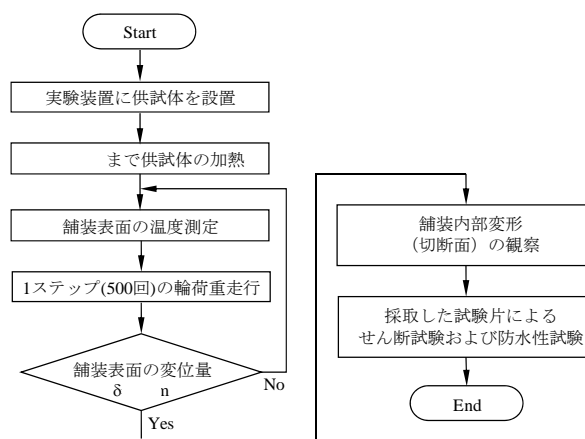 Start
実験装置に供試体を設置
まで供試体の加熱
舗装表面の温度測定
1ステップ(500回)の輪荷重走行
舗装表面の変位量
δ n
No
Yes
舗装内部変形
（切断面）の観察
採取した試験片による
せん断試験および防水性試験
End